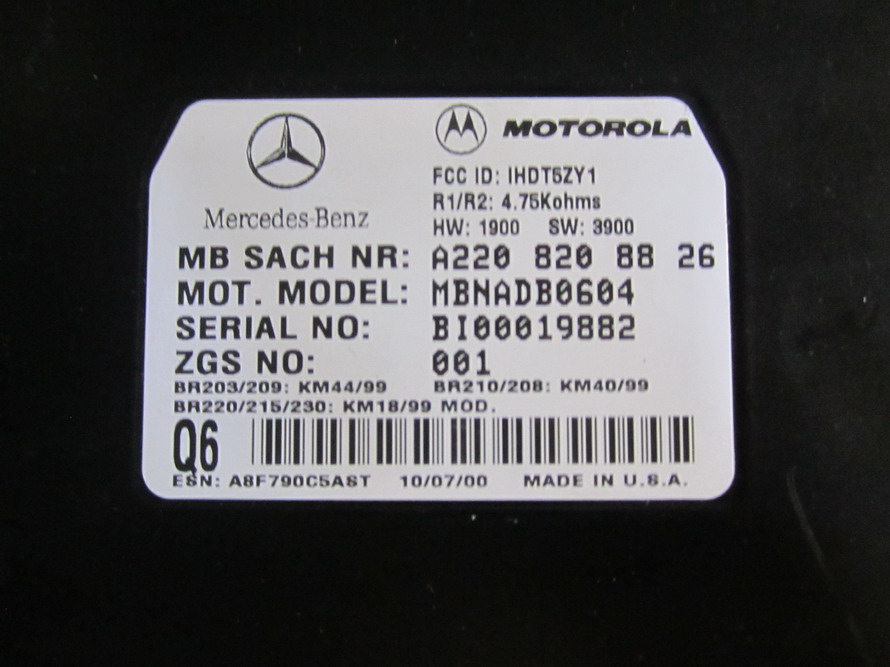 MOTOROLA
Mercedes-Benz
FCC ID: IHDT5ZY1
R1/R2: 4.75Kohms
HW: 1900 SW: 3900
MB SACH NR: A220 820 88 26
MOT. MODEL: MBNADB0604
SERIAL NO: BI00019882
ZGS NO: 001
BR203/209: KM44/99 BR210/208: KM40/99
BR220/215/230: KM18/99 MOD.
Q6
ESN: A8F790C5AST 10/07/00 MADE IN U.S.A.